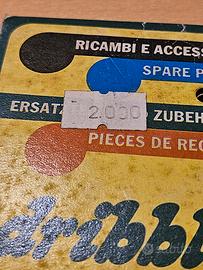 RICAMBI E ACCESS
SPARE P
ERSATZ
2.000
ZUBEH
PIECES DE REC
dribbl